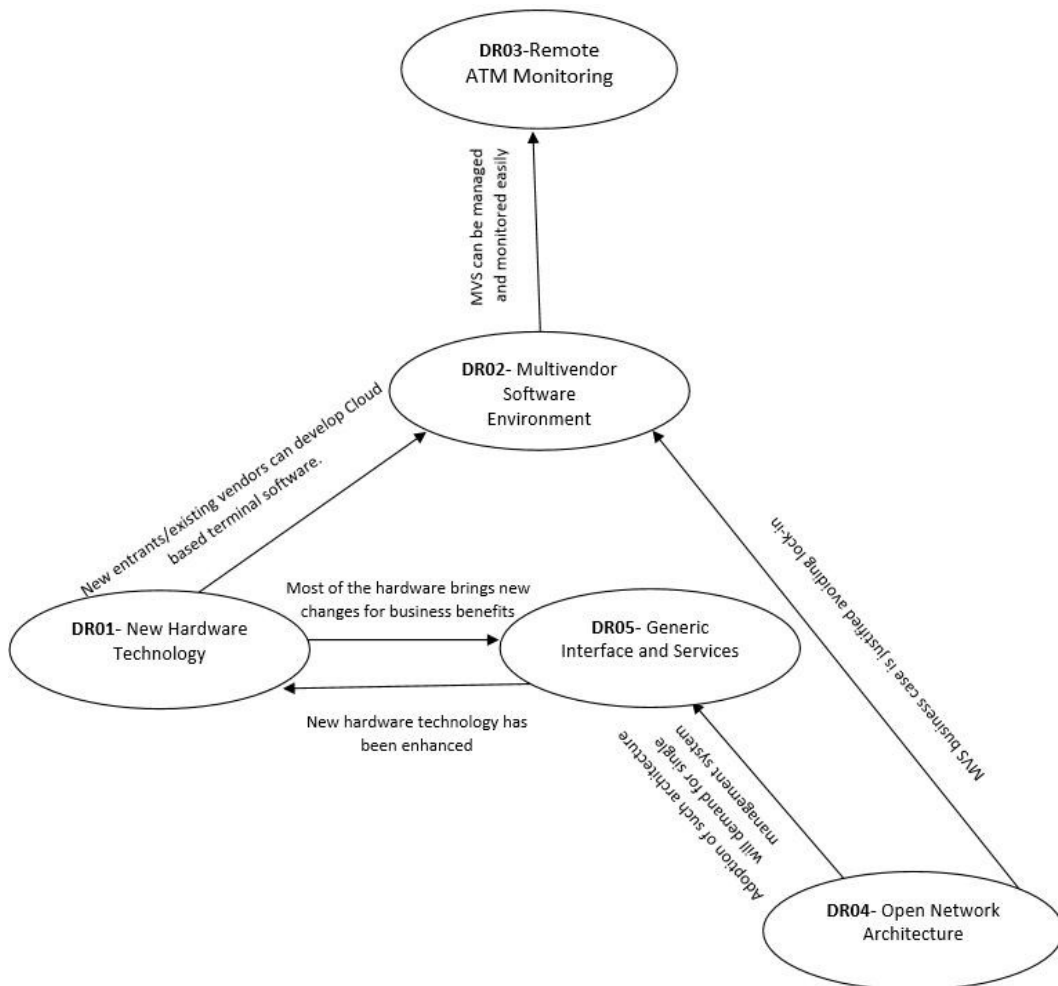 DR03-Remote
ATM Monitoring
MVS can be managed
and monitored easily
DR02- Multivendor
Software
Environment
New entrants/existing vendors can develop Cloud
based terminal software.
MVS business case is justified avoiding lock-in
Most of the hardware brings new
changes for business benefits
DR01- New Hardware
Technology
DR05- Generic
Interface and Services
New hardware technology has
been enhanced
Adoption of such architecture
will demand for single
management system
DR04- Open Network
Architecture